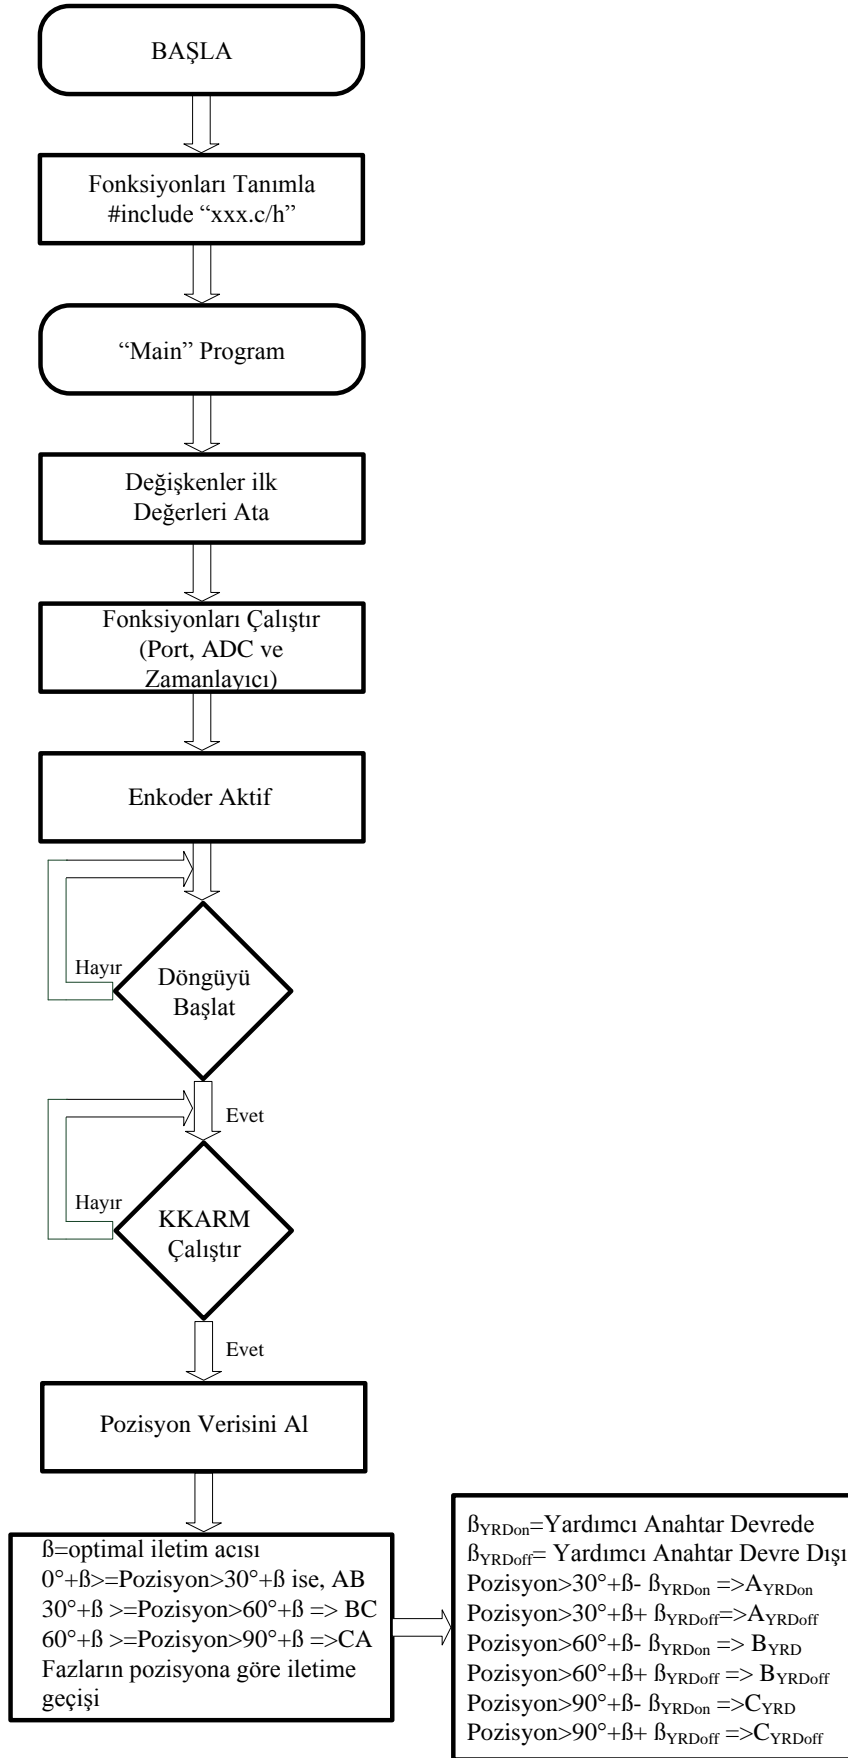 BAŞLA
Fonksiyonları Tanımla
#include “xxx.c/h”
“Main” Program
Değişkenler ilk
Değerleri Ata
Fonksiyonları Çalıştır
(Port, ADC ve
Zamanlayıcı)
Enkoder Aktif
Hayır
Döngüyü
Başlat
Evet
Hayır
KKARM
Çalıştır
Evet
Pozisyon Verisini Al
ß=optimal iletim acısı
0°+ß>=Pozisyon>30°+ß ise, AB
30°+ß >=Pozisyon>60°+ß => BC
60°+ß >=Pozisyon>90°+ß =>CA
Fazların pozisyona göre iletime
geçişi
ßYRDon=Yardımcı Anahtar Devrede
ßYRDoff= Yardımcı Anahtar Devre Dışı
Pozisyon>30°+ß- ßYRDon =>AYRDon
Pozisyon>30°+ß+ ßYRDoff=>AYRDoff
Pozisyon>60°+ß- ßYRDon => BYRD
Pozisyon>60°+ß+ ßYRDoff => BYRDoff
Pozisyon>90°+ß- ßYRDon =>CYRD
Pozisyon>90°+ß+ ßYRDoff =>CYRDoff